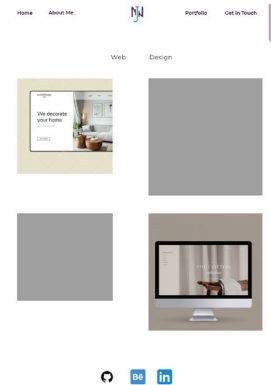 Home
About Me
NJN
Portfolio
Get In Touch
Web
Design
We decorate
your home
Bē
in